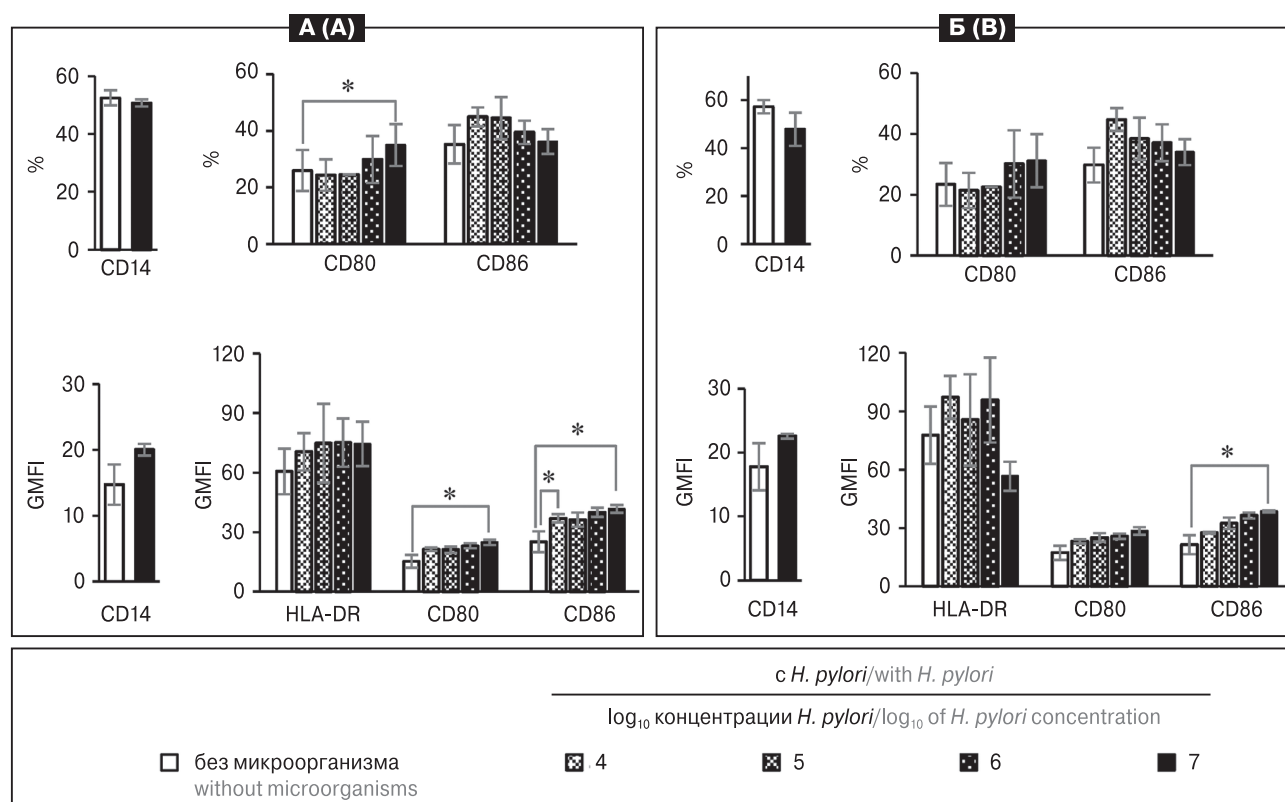 А (A)
60
40
20
0
%
CD14
60
40
20
0
%
*
CD80
CD86
30
20
10
0
GMFI
CD14
120
90
60
30
0
GMFI
*
*
*
HLA-DR
CD80
CD86
Б (B)
60
40
20
0
%
CD14
60
40
20
0
%
CD80
CD86
30
20
10
0
GMFI
CD14
120
90
60
30
0
GMFI
*
HLA-DR
CD80
CD86
с H. pylori/with H. pylori
log₁₀ концентрации H. pylori/log₁₀ of H. pylori concentration
без микроорганизма
without microorganisms
4
5
6
7